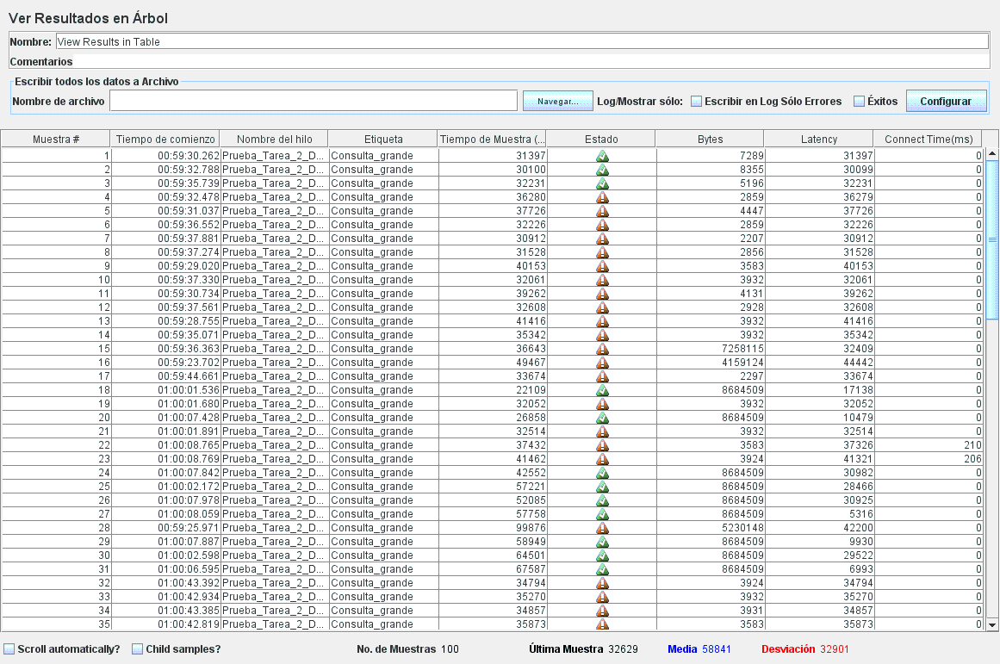 Ver Resultados en Árbol
Nombre: View Results in Table
Comentarios
Escribir todos los datos a Archivo
Nombre de archivo Navegar... Log/Mostrar sólo: Escribir en Log Sólo Errores Éxitos Configurar
Muestra # Tiempo de comienzo Nombre del hilo Etiqueta Tiempo de Muestra (... Estado Bytes Latency Connect Time(ms)
1 00:59:30.262 Prueba_Tarea_2_D... Consulta_grande 31397 7289 31397 0
2 00:59:32.788 Prueba_Tarea_2_D... Consulta_grande 30100 8355 30099 0
3 00:59:35.739 Prueba_Tarea_2_D... Consulta_grande 32231 5196 32231 0
4 00:59:32.478 Prueba_Tarea_2_D... Consulta_grande 36280 2859 36279 0
5 00:59:31.037 Prueba_Tarea_2_D... Consulta_grande 37726 4447 37726 0
6 00:59:36.552 Prueba_Tarea_2_D... Consulta_grande 32226 2859 32226 0
7 00:59:37.881 Prueba_Tarea_2_D... Consulta_grande 30912 2207 30912 0
8 00:59:37.274 Prueba_Tarea_2_D... Consulta_grande 31528 2856 31528 0
9 00:59:29.020 Prueba_Tarea_2_D... Consulta_grande 40153 3583 40153 0
10 00:59:37.330 Prueba_Tarea_2_D... Consulta_grande 32061 3932 32061 0
11 00:59:30.734 Prueba_Tarea_2_D... Consulta_grande 39262 4131 39262 0
12 00:59:37.561 Prueba_Tarea_2_D... Consulta_grande 32608 2928 32608 0
13 00:59:28.755 Prueba_Tarea_2_D... Consulta_grande 41416 3932 41416 0
14 00:59:35.071 Prueba_Tarea_2_D... Consulta_grande 35342 3932 35342 0
15 00:59:36.363 Prueba_Tarea_2_D... Consulta_grande 36643 7258115 32409 0
16 00:59:23.702 Prueba_Tarea_2_D... Consulta_grande 49467 4159124 44442 0
17 00:59:44.661 Prueba_Tarea_2_D... Consulta_grande 33674 2297 33674 0
18 01:00:01.536 Prueba_Tarea_2_D... Consulta_grande 22109 8684509 17138 0
19 01:00:01.680 Prueba_Tarea_2_D... Consulta_grande 32052 3932 32052 0
20 01:00:07.428 Prueba_Tarea_2_D... Consulta_grande 26858 8684509 10479 0
21 01:00:01.891 Prueba_Tarea_2_D... Consulta_grande 32514 3932 32514 0
22 01:00:08.765 Prueba_Tarea_2_D... Consulta_grande 37432 3583 37326 210
23 01:00:08.769 Prueba_Tarea_2_D... Consulta_grande 41462 3924 41321 206
24 01:00:07.842 Prueba_Tarea_2_D... Consulta_grande 42552 8684509 30982 0
25 01:00:02.172 Prueba_Tarea_2_D... Consulta_grande 57221 8684509 28466 0
26 01:00:07.978 Prueba_Tarea_2_D... Consulta_grande 52085 8684509 30925 0
27 01:00:08.059 Prueba_Tarea_2_D... Consulta_grande 57758 8684509 5316 0
28 00:59:25.971 Prueba_Tarea_2_D... Consulta_grande 99876 5230148 42200 0
29 01:00:07.887 Prueba_Tarea_2_D... Consulta_grande 58949 8684509 9930 0
30 01:00:02.598 Prueba_Tarea_2_D... Consulta_grande 64501 8684509 29522 0
31 01:00:06.595 Prueba_Tarea_2_D... Consulta_grande 67587 8684509 6993 0
32 01:00:43.392 Prueba_Tarea_2_D... Consulta_grande 34794 3924 34794 0
33 01:00:42.934 Prueba_Tarea_2_D... Consulta_grande 35270 3932 35270 0
34 01:00:43.385 Prueba_Tarea_2_D... Consulta_grande 34857 3931 34857 0
35 01:00:42.819 Prueba_Tarea_2_D... Consulta_grande 35873 3583 35873 0
Scroll automatically? Child samples? No. de Muestras 100 Última Muestra 32629 Media 58841 Desviación 32901